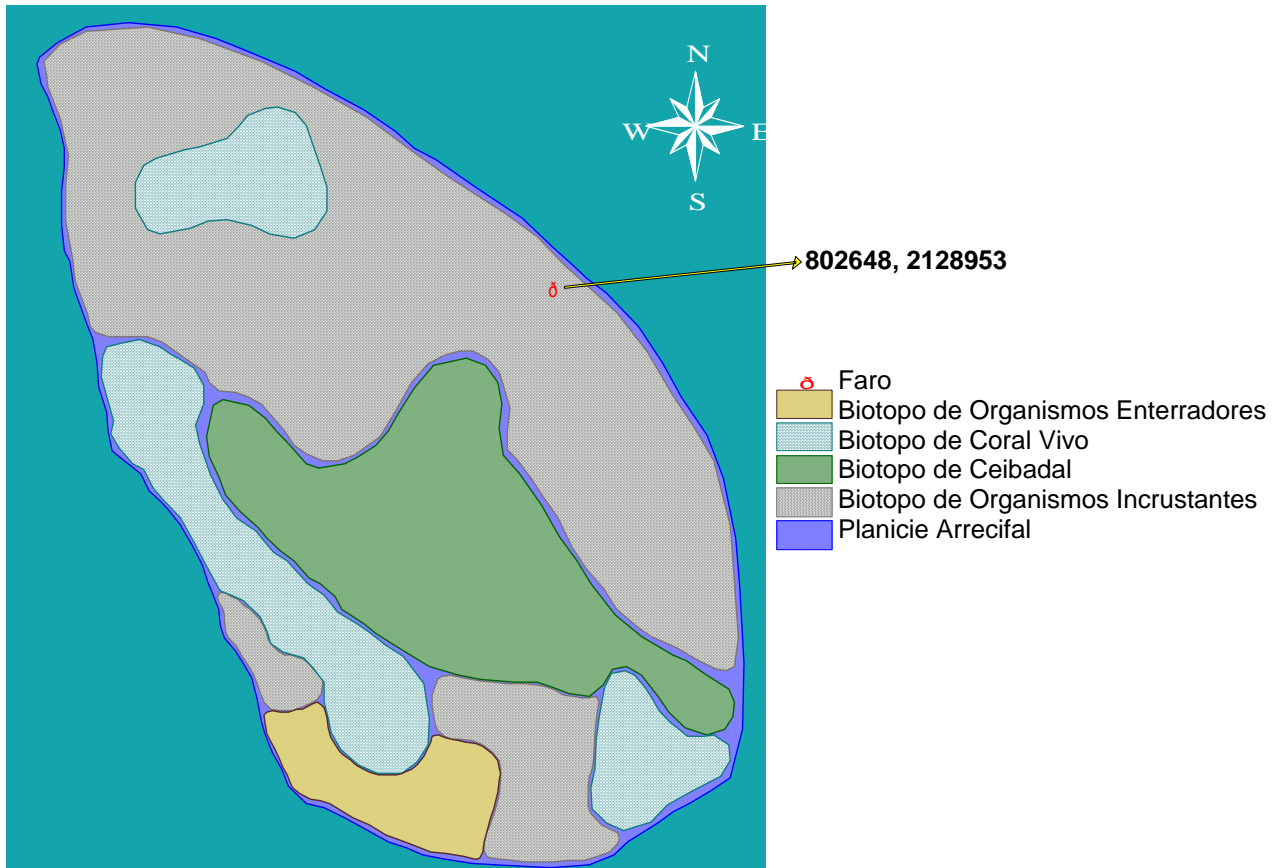 N
W E
S
802648, 2128953
Faro
Biotopo de Organismos Enterradores
Biotopo de Coral Vivo
Biotopo de Ceibadal
Biotopo de Organismos Incrustantes
Planicie Arrecifal